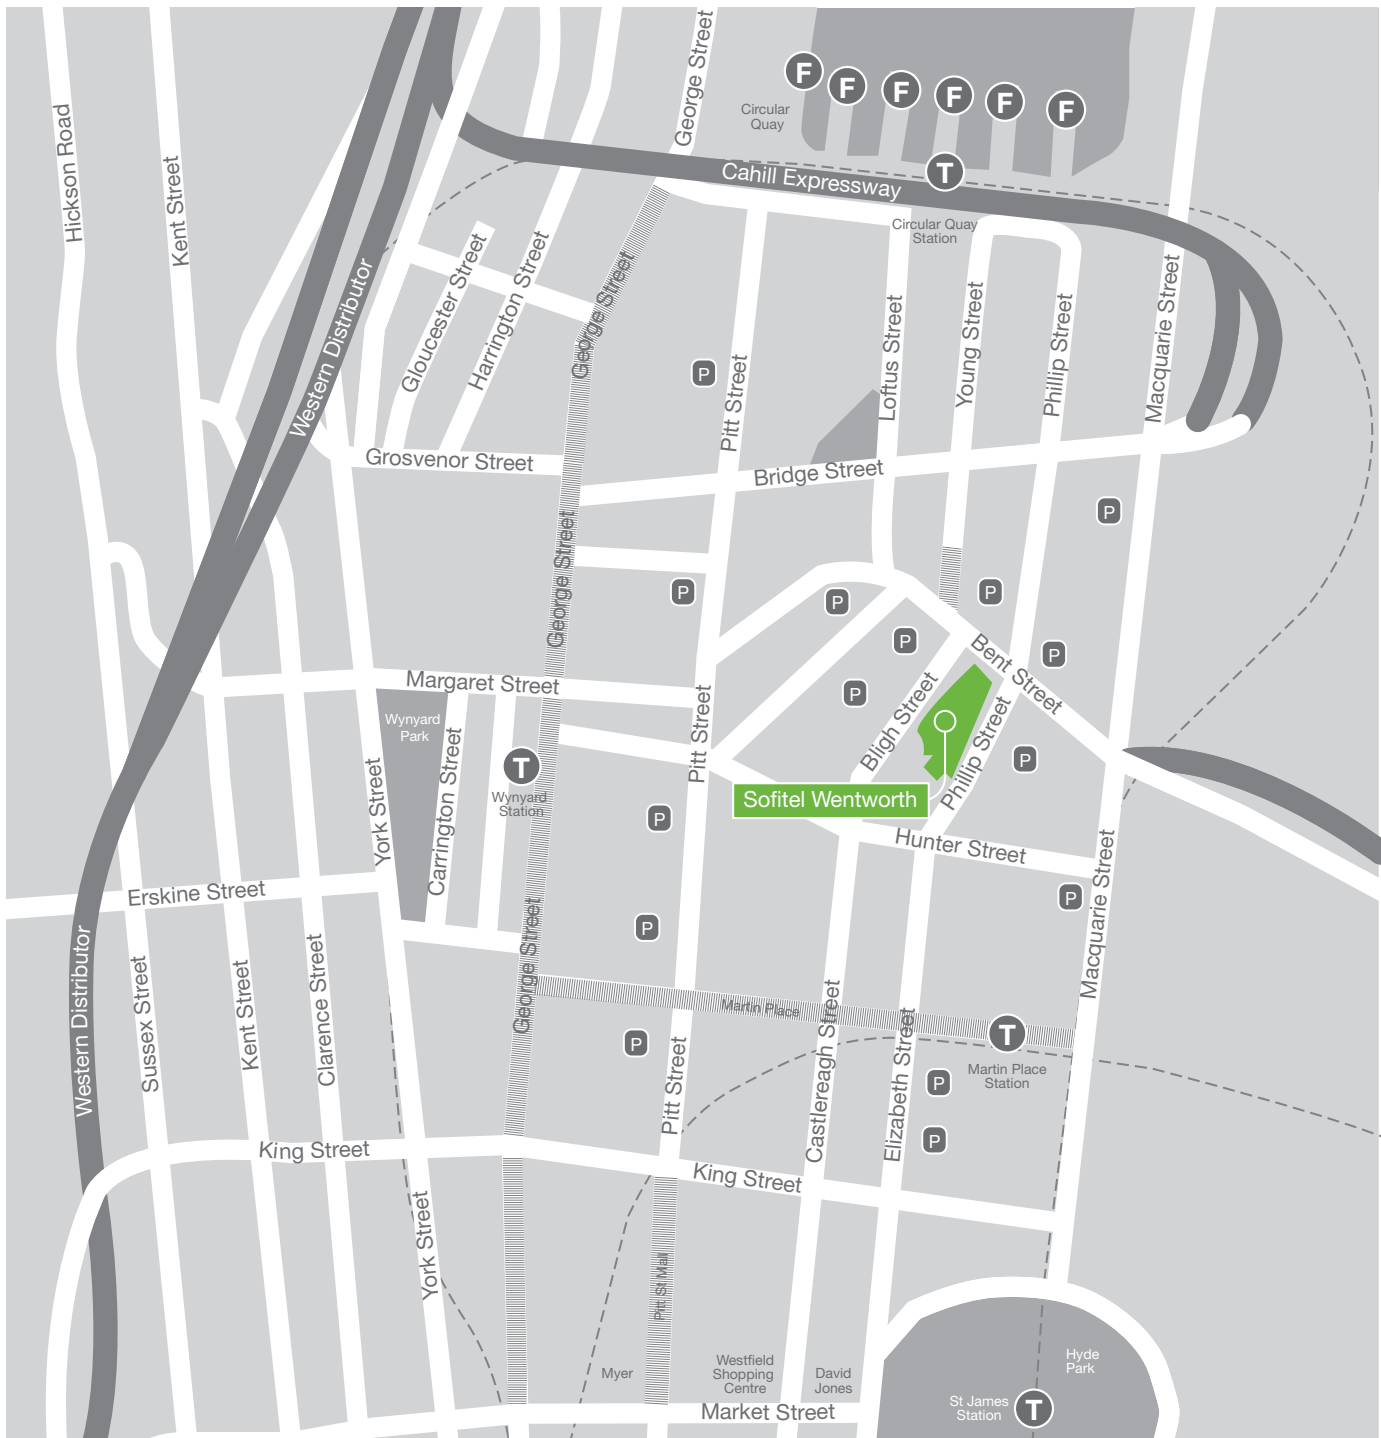 George Street
F
F
F
F
F
F
Circular
Quay
T
Cahill Expressway
Hickson Road
Kent Street
Circular Quay
Station
Western Distributor
Gloucester Street
Harrington Street
George Street
Pitt Street
Loftus Street
Young Street
Phillip Street
Macquarie Street
P
Grosvenor Street
Bridge Street
P
George Street
P
P
P
P
P
Bent Street
Margaret Street
P
Wynyard
Park
Pitt Street
Bligh Street
Phillip Street
P
T
Wynyard
Station
Carrington Street
York Street
Sofitel Wentworth
P
Hunter Street
Macquarie Street
Erskine Street
P
P
George Street
Western Distributor
Sussex Street
Kent Street
Clarence Street
Martin Place
Castlereagh Street
Elizabeth Street
T
Martin Place
Station
P
Pitt Street
P
P
King Street
King Street
York Street
Pitt St Mall
Myer
Westfield
Shopping
Centre
David
Jones
Hyde
Park
St James
Station
T
Market Street